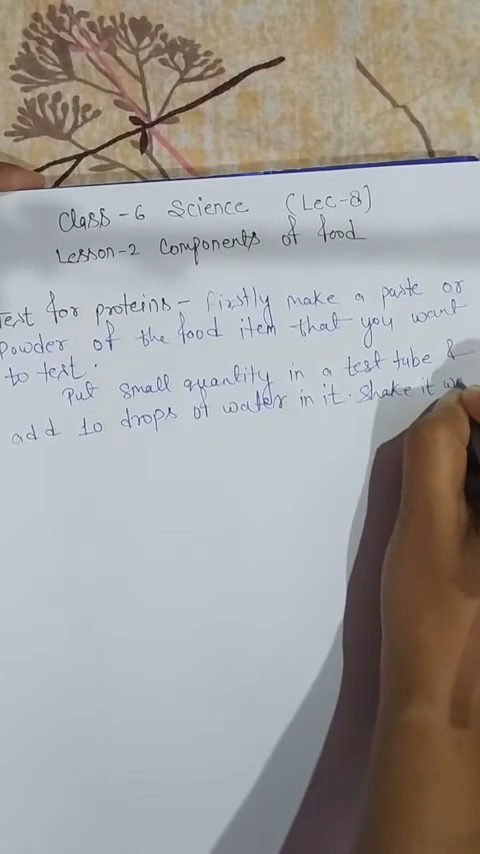 Class-6 Science (Lec-8)
Lesson-2 Components of food
Test for proteins - Firstly make a paste or
Powder of the food item that you want
to test.
Put small quantity in a test tube &
add 10 drops of water in it. Shake it